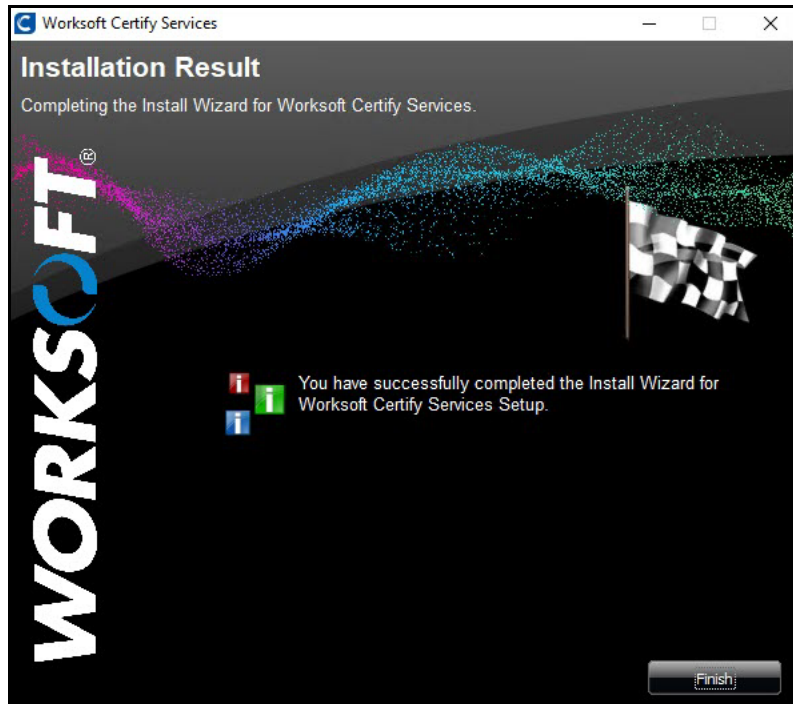 Worksoft Certify Services
Installation Result
Completing the Install Wizard for Worksoft Certify Services.
WORKSOFT®
You have successfully completed the Install Wizard for
Worksoft Certify Services Setup.
Finish